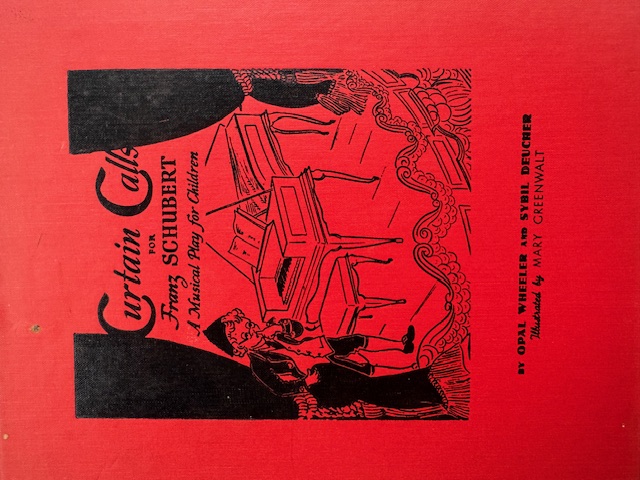 Curtain Calls
FOR
Franz SCHUBERT
A Musical Play for Children
BY OPAL WHEELER AND SYBIL DEUCHER
Illustrated by MARY GREENWALT